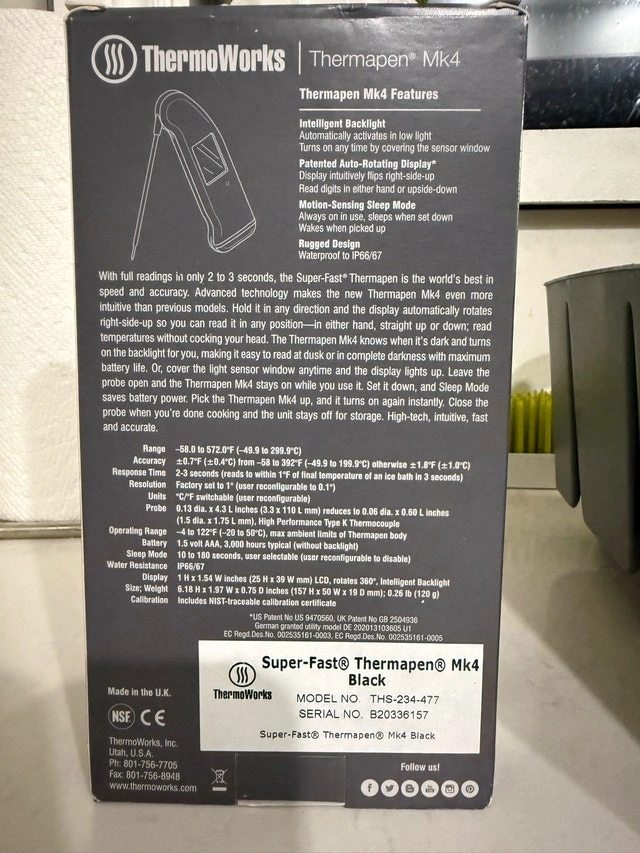 ThermoWorks | Thermapen® Mk4
Thermapen Mk4 Features
Intelligent Backlight
Automatically activates in low light
Turns on any time by covering the sensor window
Patented Auto-Rotating Display*
Display intuitively flips right-side-up
Read digits in either hand or upside-down
Motion-Sensing Sleep Mode
Always on in use, sleeps when set down
Wakes when picked up
Rugged Design
Waterproof to IP66/67
With full readings in only 2 to 3 seconds, the Super-Fast® Thermapen is the world's best in
speed and accuracy. Advanced technology makes the new Thermapen Mk4 even more
intuitive than previous models. Hold it in any direction and the display automatically rotates
right-side-up so you can read it in any position—in either hand, straight up or down; read
temperatures without cocking your head. The Thermapen Mk4 knows when it's dark and turns
on the backlight for you, making it easy to read at dusk or in complete darkness with maximum
battery life. Or, cover the light sensor window anytime and the display lights up. Leave the
probe open and the Thermapen Mk4 stays on while you use it. Set it down, and Sleep Mode
saves battery power. Pick the Thermapen Mk4 up, and it turns on again instantly. Close the
probe when you're done cooking and the unit stays off for storage. High-tech, intuitive, fast
and accurate.
Range –58.0 to 572.0°F (–49.9 to 299.9°C)
Accuracy ±0.7°F (±0.4°C) from –58 to 392°F (–49.9 to 199.9°C) otherwise ±1.8°F (±1.0°C)
Response Time 2-3 seconds (reads to within 1°F of final temperature of an ice bath in 3 seconds)
Resolution Factory set to 1° (user reconfigurable to 0.1°)
Units °C/°F switchable (user reconfigurable)
Probe 0.13 dia. x 4.3 L inches (3.3 x 110 L mm) reduces to 0.06 dia. x 0.60 L inches
(1.5 dia. x 1.75 L mm), High Performance Type K Thermocouple
Operating Range –4 to 122°F (–20 to 50°C), max ambient limits of Thermapen body
Battery 1.5 volt AAA, 3,000 hours typical (without backlight)
Sleep Mode 10 to 180 seconds, user selectable (user reconfigurable to disable)
Water Resistance IP66/67
Display 1 H x 1.54 W inches (25 H x 39 W mm) LCD, rotates 360°, Intelligent Backlight
Size; Weight 6.18 H x 1.97 W x 0.75 D inches (157 H x 50 W x 19 D mm); 0.26 lb (120 g)
Calibration Includes NIST-traceable calibration certificate
*US Patent No US 9470560, UK Patent No GB 2504936
German granted utility model DE 202013103605 U1
EC Regd.Des.No. 002535161-0003, EC Regd.Des.No. 002535161-0005
ThermoWorks
Super-Fast® Thermapen® Mk4
Black
MODEL NO. THS-234-477
SERIAL NO. B20336157
Super-Fast® Thermapen® Mk4 Black
Made in the U.K.
NSF CE
ThermoWorks, Inc.
Utah, U.S.A.
Ph: 801-756-7705
Fax: 801-756-8948
www.thermoworks.com
Follow us!